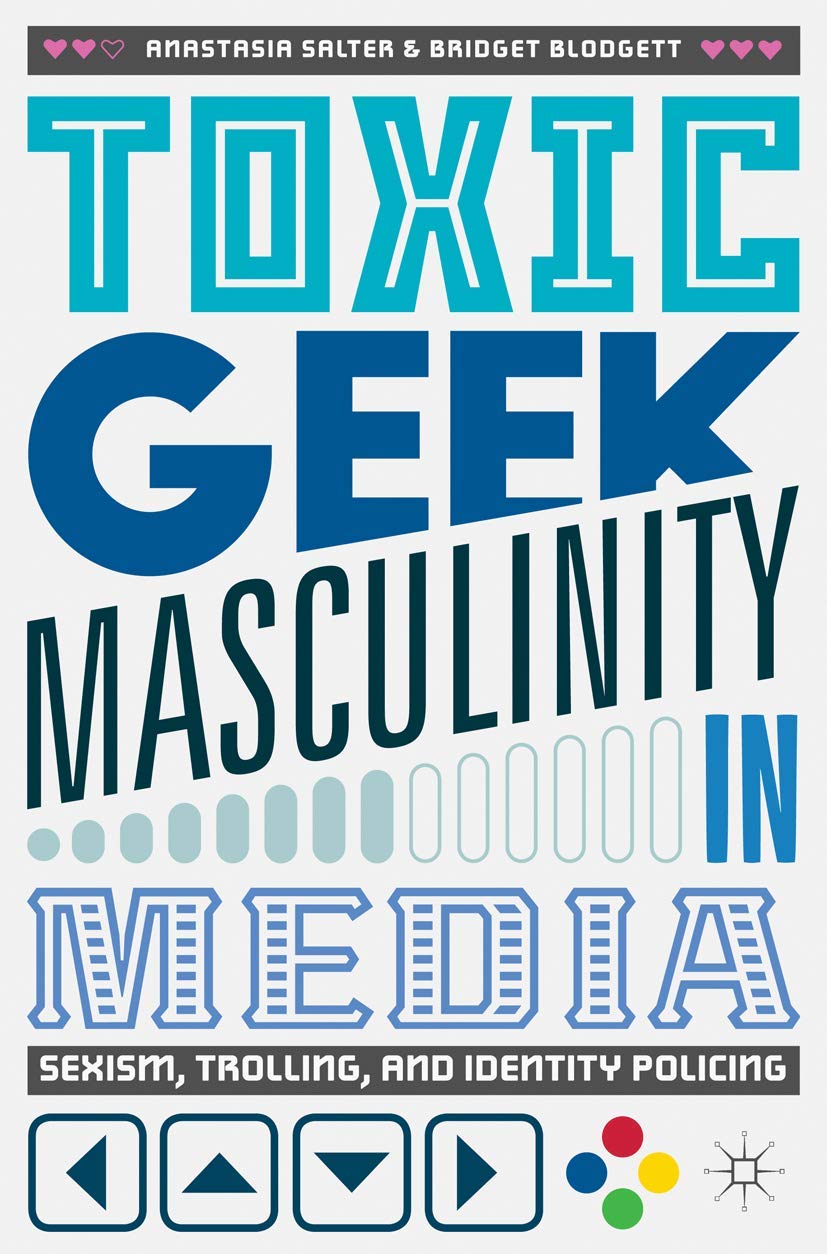 ANASTASIA SALTER & BRIDGET BLODGETT
TOXIC
GEEK
MASCULINITY
IN
MEDIA
SEXISM, TROLLING, AND IDENTITY POLICING